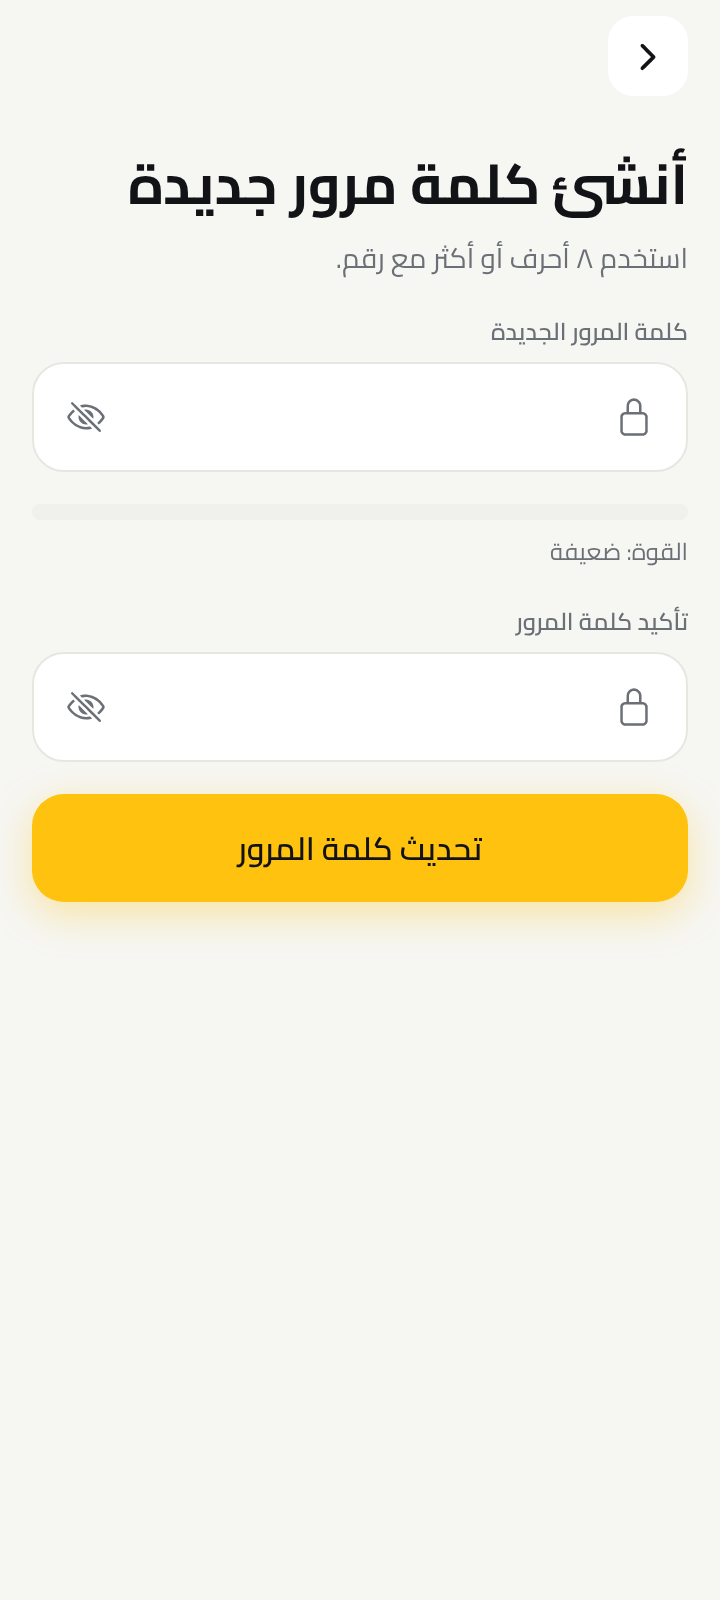 أنشئ كلمة مرور جديدة
استخدم ٨ أحرف أو أكثر مع رقم.
كلمة المرور الجديدة
القوة: ضعيفة
تأكيد كلمة المرور
تحديث كلمة المرور